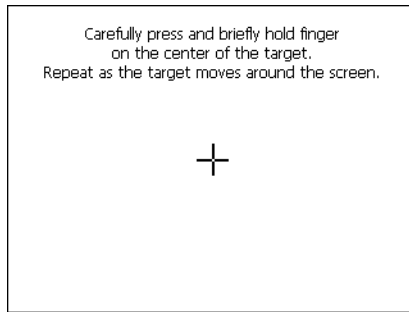 Carefully press and briefly hold finger
on the center of the target.
Repeat as the target moves around the screen.